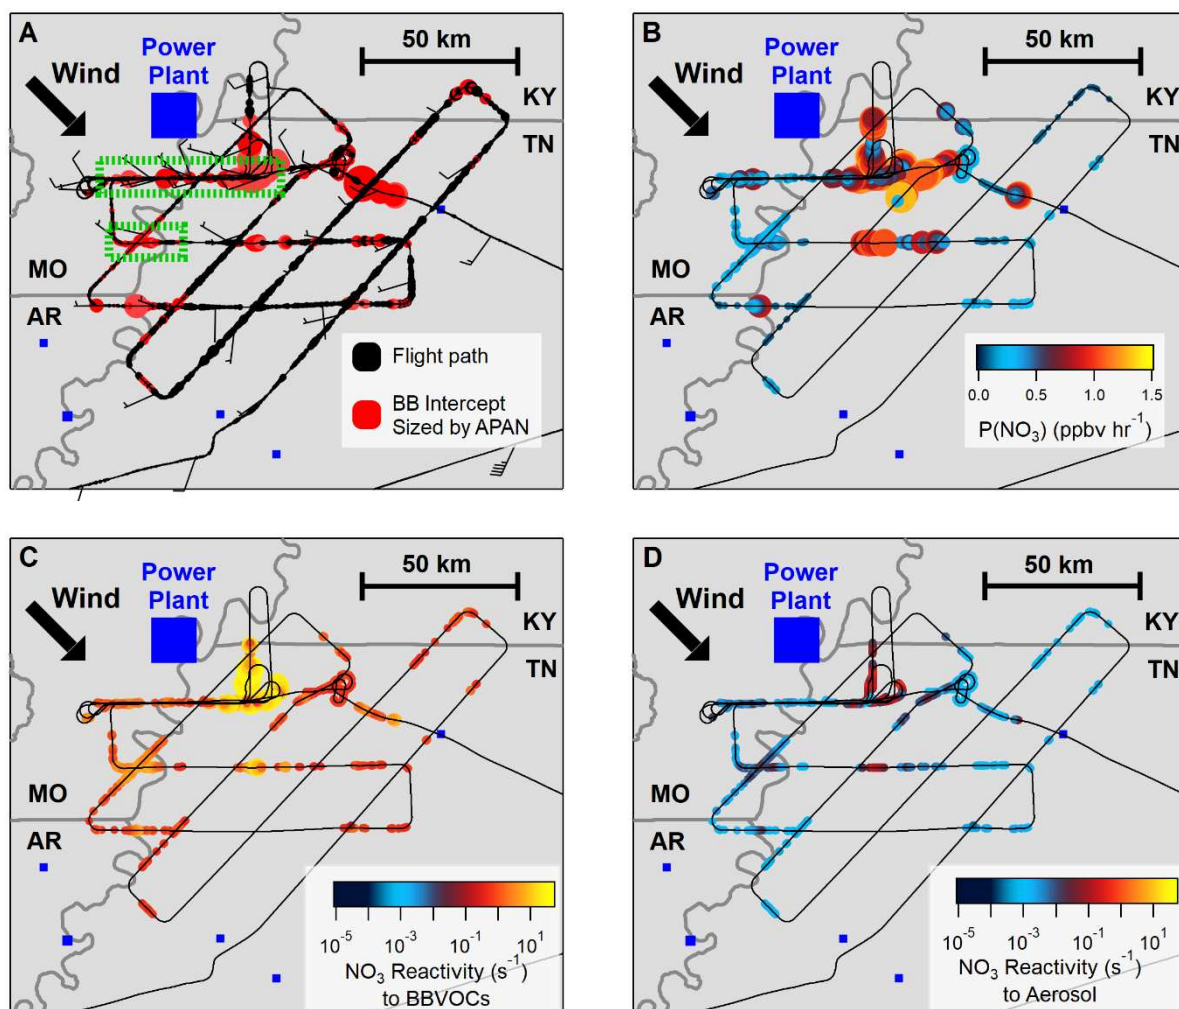 A
Power
Plant
Wind
50 km
KY
TN
MO
AR
Flight path
BB Intercept
Sized by APAN
B
Power
Plant
Wind
50 km
KY
TN
MO
AR
0.0 0.5 1.0 1.5
P(NO3) (ppbv hr-1)
C
Power
Plant
Wind
50 km
KY
TN
MO
AR
10-5 10-3 10-1 101
NO3 Reactivity (s-1)
to BBVOCs
D
Power
Plant
Wind
50 km
KY
TN
MO
AR
10-5 10-3 10-1 101
NO3 Reactivity (s-1)
to Aerosol